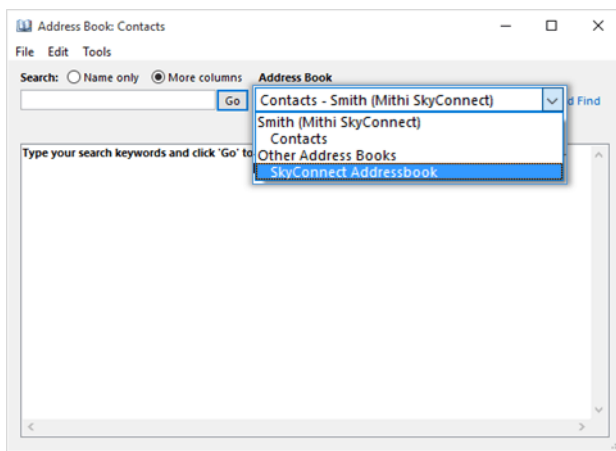 Address Book: Contacts
File Edit Tools
Search: Name only More columns Address Book
Go Contacts - Smith (Mithi SkyConnect) d Find
Smith (Mithi SkyConnect)
Contacts
Other Address Books
SkyConnect Addressbook
Type your search keywords and click 'Go' to